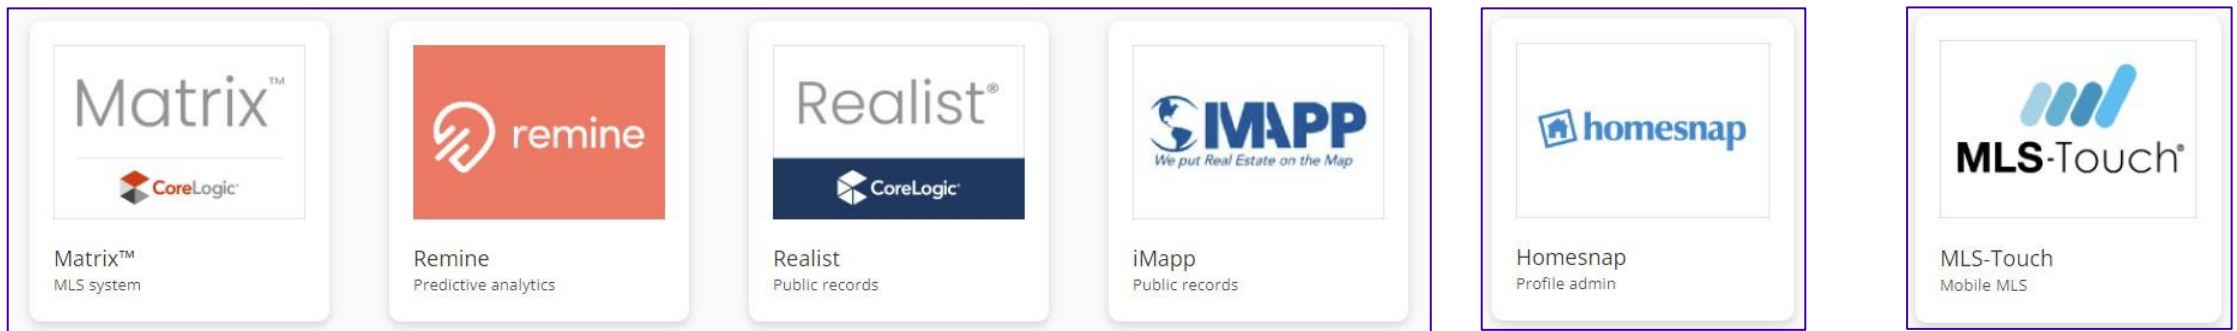 Matrix™
CoreLogic®
Matrix™
MLS system
remine
Remine
Predictive analytics
Realist®
CoreLogic®
Realist
Public records
IMAPP
We put Real Estate on the Map
iMapp
Public records
homesnap
Homesnap
Profile admin
MLS-Touch®
MLS-Touch
Mobile MLS